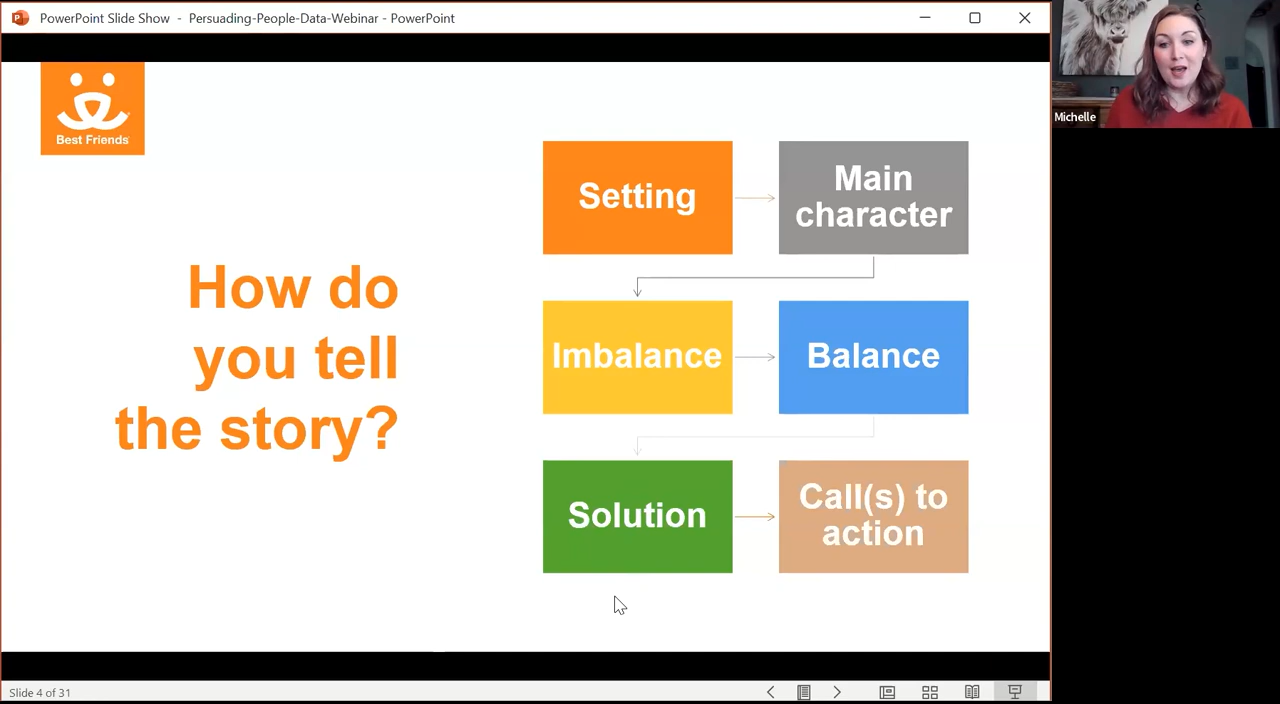 PowerPoint Slide Show - Persuading-People-Data-Webinar - PowerPoint
Michelle
Best Friends
How do
you tell
the story?
Setting
Main
character
Imbalance
Balance
Solution
Call(s) to
action
Slide 4 of 31